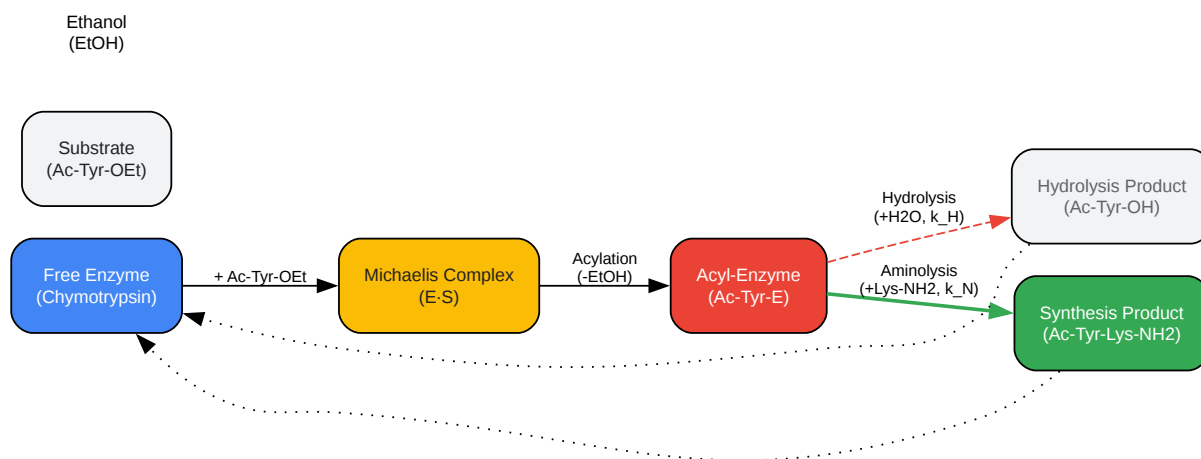 Ethanol
(EtOH)
Substrate
(Ac-Tyr-OEt)
Free Enzyme
(Chymotrypsin)
+ Ac-Tyr-OEt
Michaelis Complex
(E·S)
Acylation
(-EtOH)
Acyl-Enzyme
(Ac-Tyr-E)
Hydrolysis
(+H2O, k_H)
Aminolysis
(+Lys-NH2, k_N)
Hydrolysis Product
(Ac-Tyr-OH)
Synthesis Product
(Ac-Tyr-Lys-NH2)